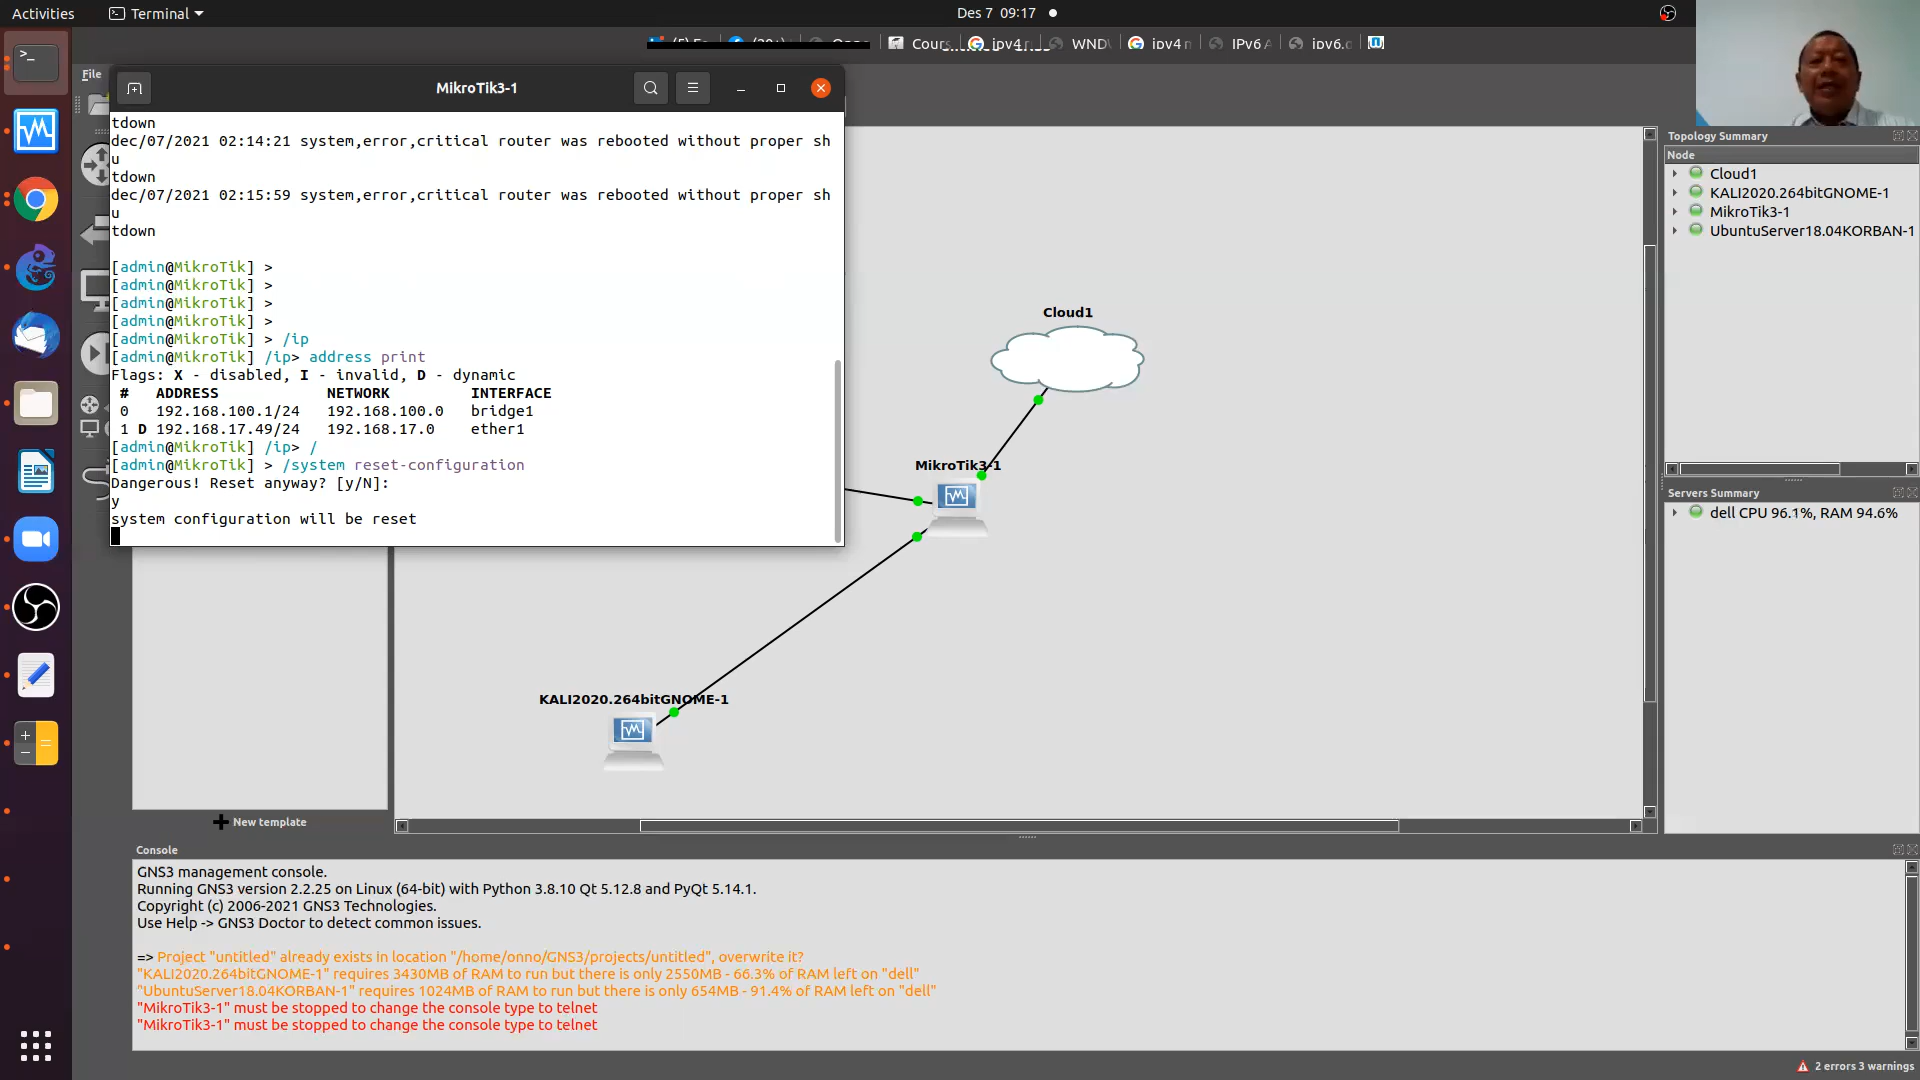 Activities
Terminal
Des 7 09:17
Cours
ipv4 r
WNDW
ipv4 n
IPv6 A
ipv6.c
File
MikroTik3-1
tdown
dec/07/2021 02:14:21 system,error,critical router was rebooted without proper sh
u
tdown
dec/07/2021 02:15:59 system,error,critical router was rebooted without proper sh
u
tdown
[admin@MikroTik] >
[admin@MikroTik] >
[admin@MikroTik] >
[admin@MikroTik] >
[admin@MikroTik] > /ip
[admin@MikroTik] /ip> address print
Flags: X - disabled, I - invalid, D - dynamic
# ADDRESS NETWORK INTERFACE
0 192.168.100.1/24 192.168.100.0 bridge1
1 D 192.168.17.49/24 192.168.17.0 ether1
[admin@MikroTik] /ip> /
[admin@MikroTik] > /system reset-configuration
Dangerous! Reset anyway? [y/N]:
y
system configuration will be reset
Cloud1
MikroTik3-1
KALI2020.264bitGNOME-1
New template
Topology Summary
Node
Cloud1
KALI2020.264bitGNOME-1
MikroTik3-1
UbuntuServer18.04KORBAN-1
Servers Summary
dell CPU 96.1%, RAM 94.6%
Console
GNS3 management console.
Running GNS3 version 2.2.25 on Linux (64-bit) with Python 3.8.10 Qt 5.12.8 and PyQt 5.14.1.
Copyright (c) 2006-2021 GNS3 Technologies.
Use Help -> GNS3 Doctor to detect common issues.
=> Project "untitled" already exists in location "/home/onno/GNS3/projects/untitled", overwrite it?
"KALI2020.264bitGNOME-1" requires 3430MB of RAM to run but there is only 2550MB - 66.3% of RAM left on "dell"
"UbuntuServer18.04KORBAN-1" requires 1024MB of RAM to run but there is only 654MB - 91.4% of RAM left on "dell"
"MikroTik3-1" must be stopped to change the console type to telnet
"MikroTik3-1" must be stopped to change the console type to telnet
2 errors 3 warnings